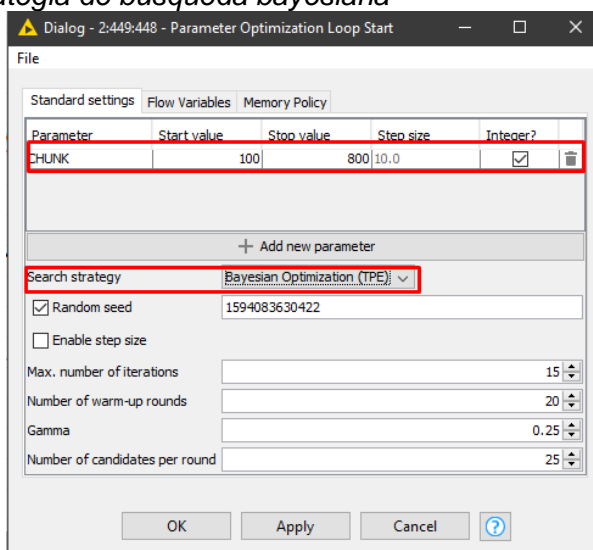 búsqueda bayesiana
Dialog - 2:449:448 - Parameter Optimization Loop Start
File
Standard settings Flow Variables Memory Policy
Parameter Start value Stop value Step size Integer?
CHUNK 100 800 10.0
+ Add new parameter
Search strategy Bayesian Optimization (TPE)
Random seed 1594083630422
Enable step size
Max. number of iterations 15
Number of warm-up rounds 20
Gamma 0.25
Number of candidates per round 25
OK Apply Cancel ?